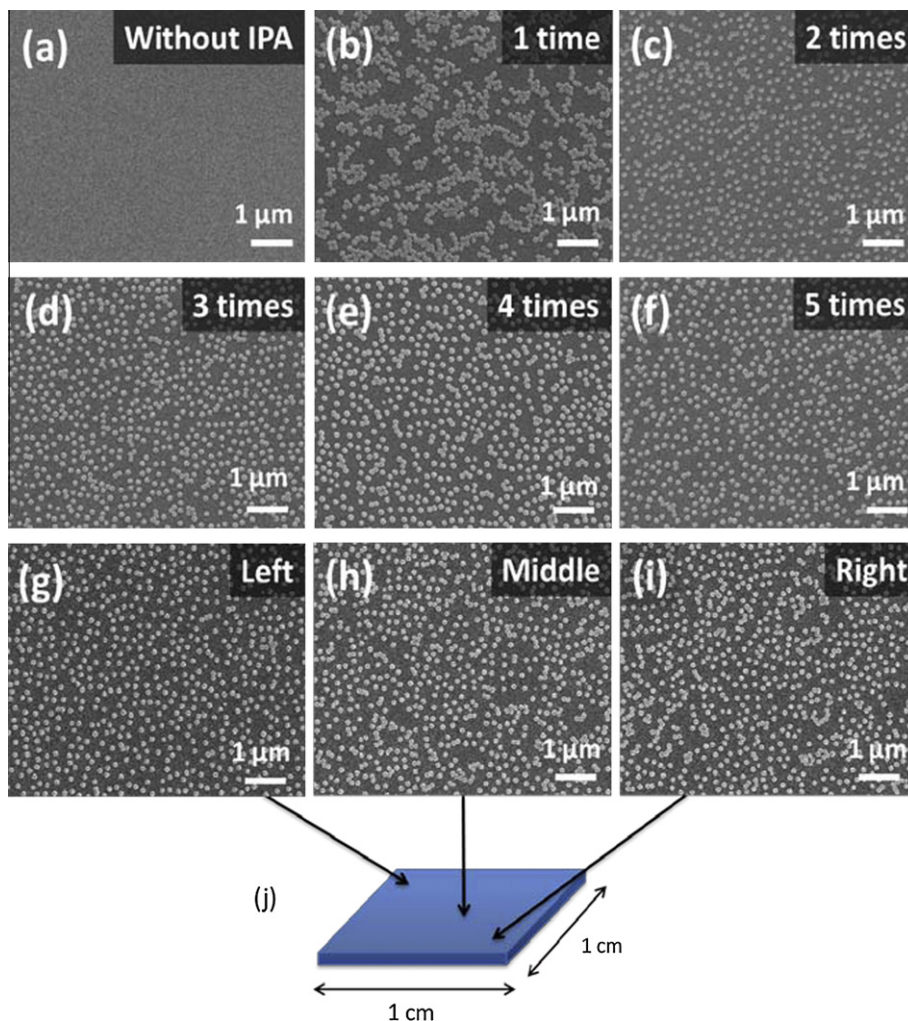 (a) Without IPA
1 µm
(b) 1 time
1 µm
(c) 2 times
1 µm
(d) 3 times
1 µm
(e) 4 times
1 µm
(f) 5 times
1 µm
(g) Left
1 µm
(h) Middle
1 µm
(i) Right
1 µm
(j)
1 cm
1 cm